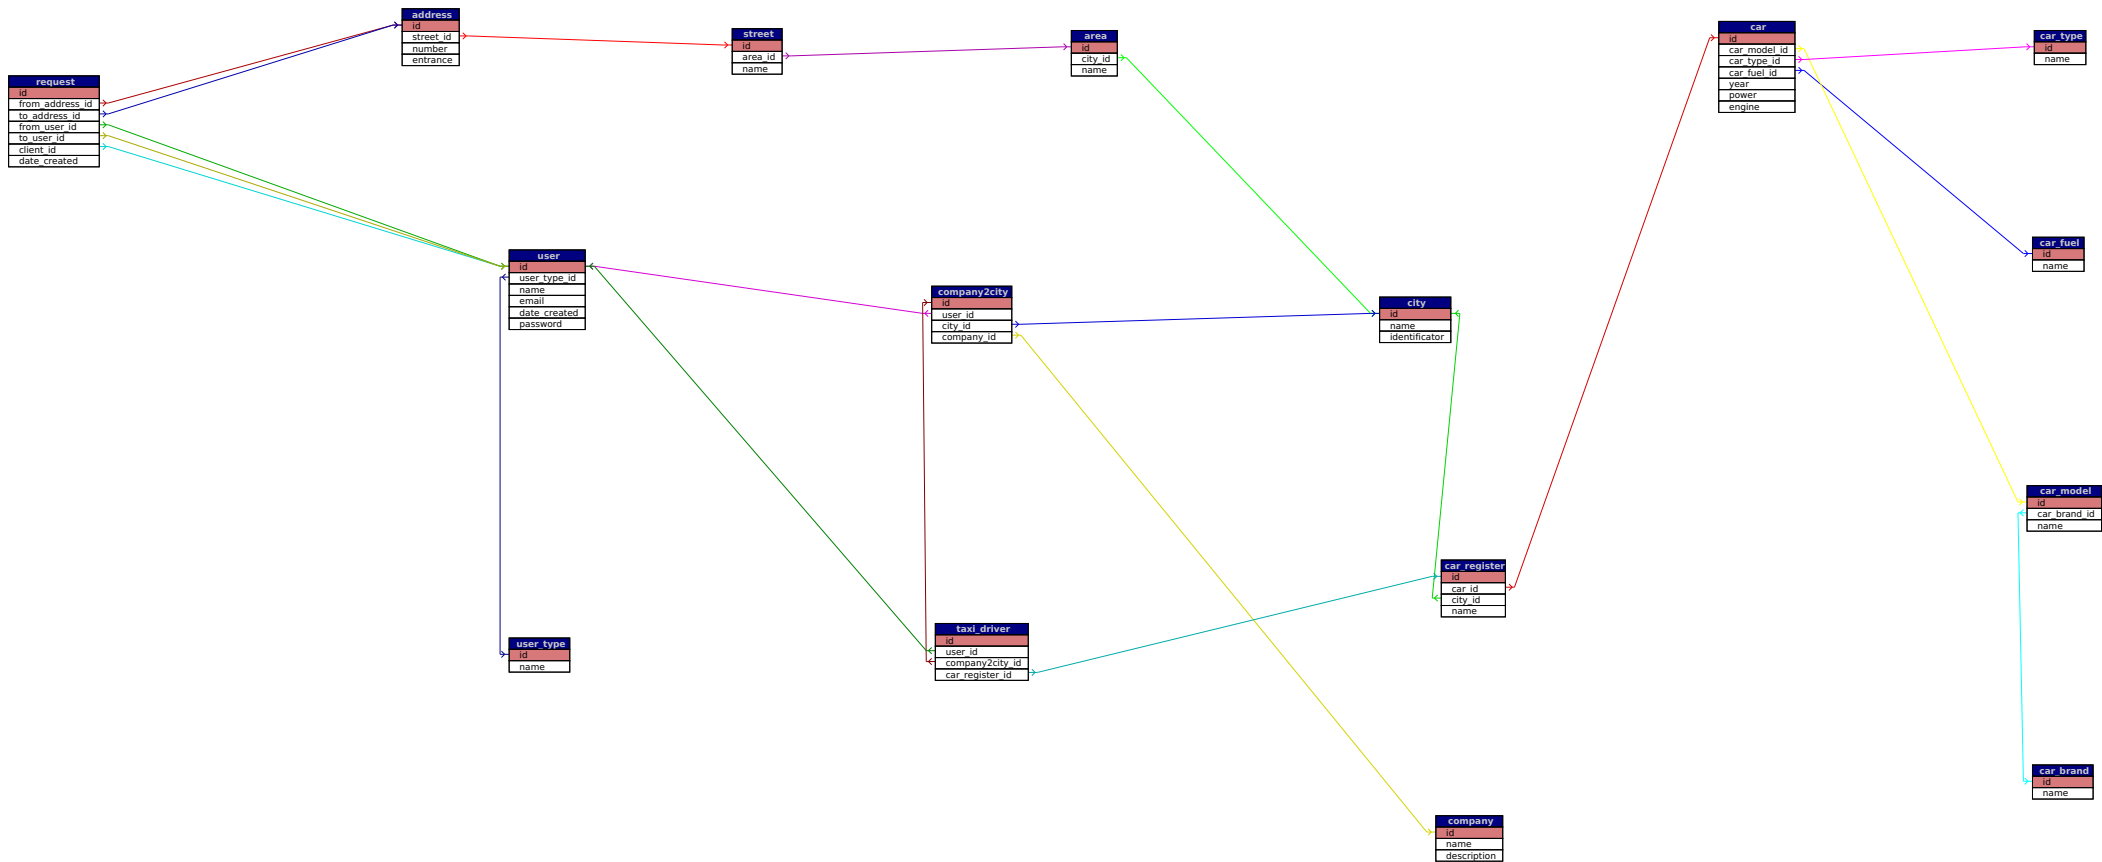 address
id
street_id
number
entrance
street
id
area_id
name
area
id
city_id
name
car
id
car_model_id
car_type_id
car_fuel_id
year
power
engine
car_type
id
name
request
id
from_address_id
to_address_id
from_user_id
to_user_id
client_id
date_created
user
id
user_type_id
name
email
date_created
password
company2city
id
user_id
city_id
company_id
city
id
name
identificator
car_fuel
id
name
car_model
id
car_brand_id
name
car_register
id
car_id
city_id
name
user_type
id
name
taxi_driver
id
user_id
company2city_id
car_register_id
car_brand
id
name
company
id
name
description